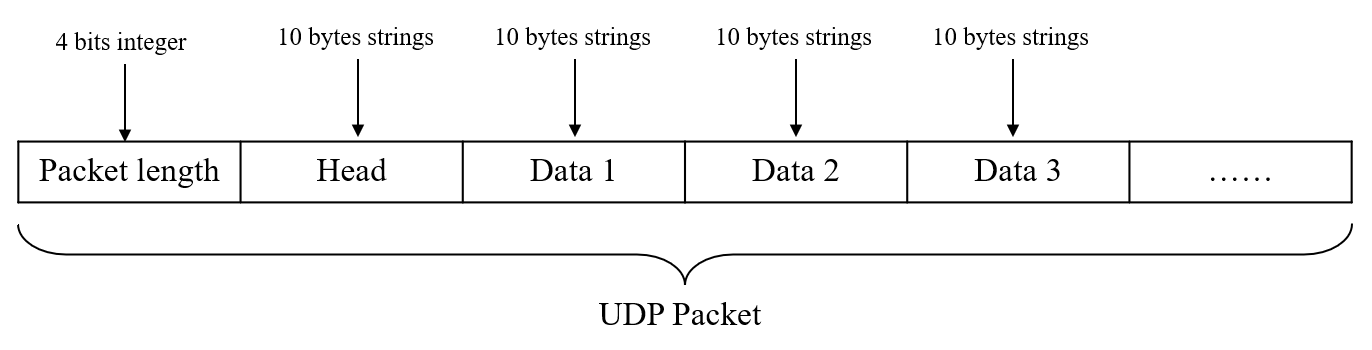 4 bits integer
10 bytes strings
10 bytes strings
10 bytes strings
10 bytes strings
Packet length
Head
Data 1
Data 2
Data 3
……
UDP Packet